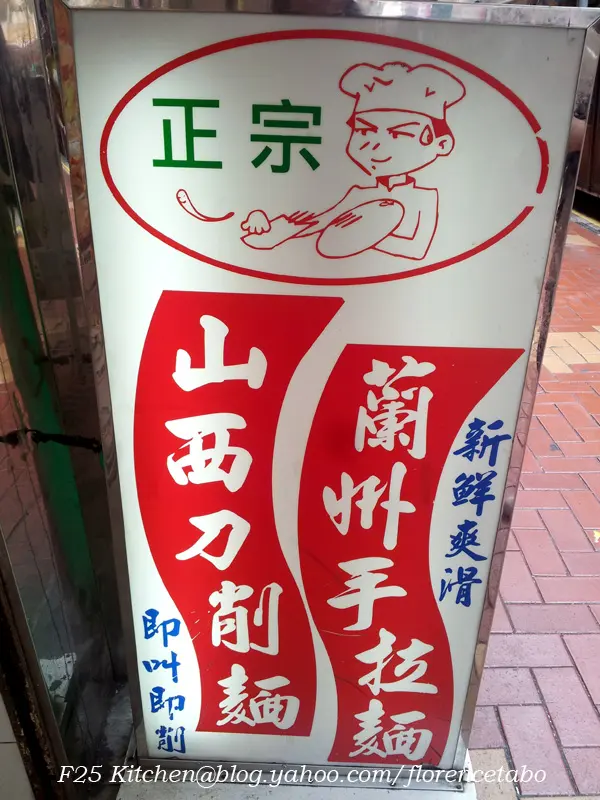 正宗
蘭州手拉麵
新鮮爽滑
山西刀削麵
即叫即削
F25 Kitchen@blog.yahoo.com/florencetabo